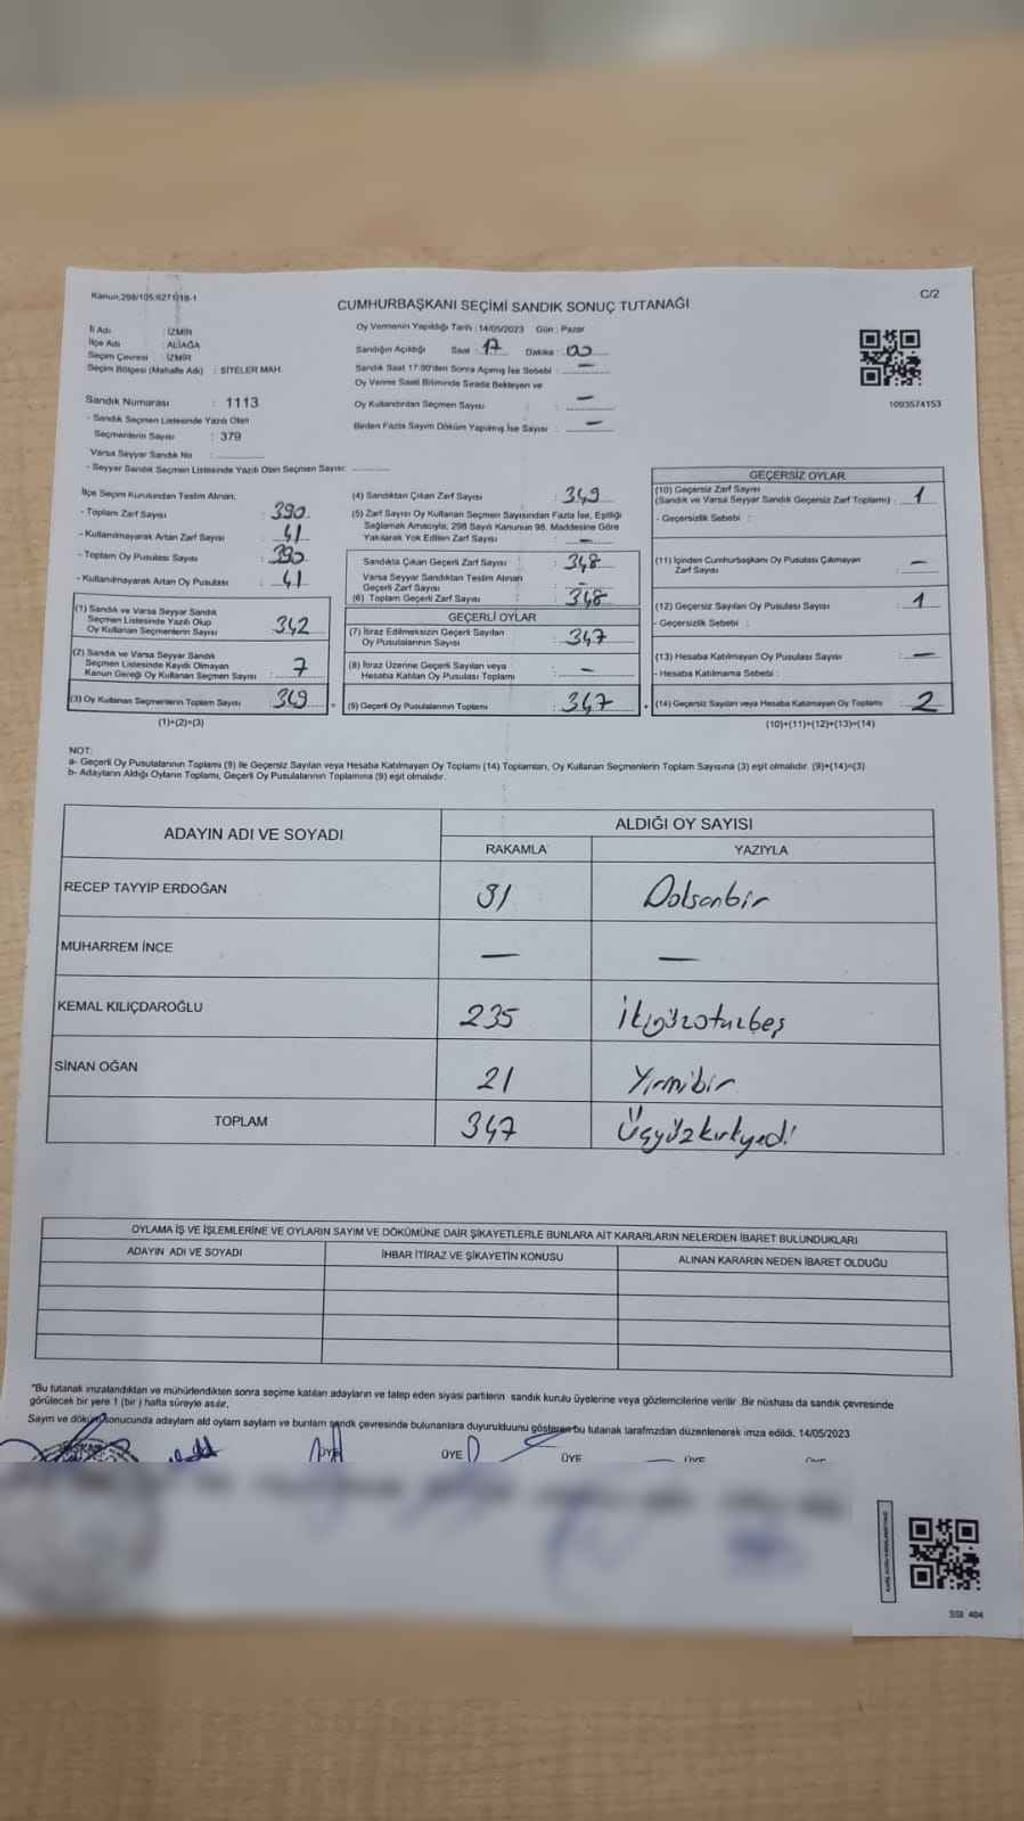 Kanun:298/105;6271/18-1
C/2
CUMHURBAŞKANI SEÇİMİ SANDIK SONUÇ TUTANAĞI
İl Adı : İZMİR
İlçe Adı : ALİAĞA
Seçim Çevresi : İZMİR
Seçim Bölgesi (Mahalle Adı) : SİTELER MAH.
Sandık Numarası : 1113
- Sandık Seçmen Listesinde Yazılı Olan
Seçmenlerin Sayısı : 379
Varsa Seyyar Sandık No
- Seyyar Sandık Seçmen Listesinde Yazılı Olan Seçmen Sayısı:
Oy Vermenin Yapıldığı Tarih : 14/05/2023 Gün : Pazar
Sandığın Açıldığı Saat : 17 Dakika : 00
Sandık Saat 17:00'den Sonra Açılmış İse Sebebi : —
Oy Verme Saati Bitiminde Sırada Bekleyen ve
Oy Kullandırılan Seçmen Sayısı : —
Birden Fazla Sayım Döküm Yapılmış İse Sayısı : —
1093574153
İlçe Seçim Kurulundan Teslim Alınan:
- Toplam Zarf Sayısı : 390
- Kullanılmayarak Artan Zarf Sayısı : 41
- Toplam Oy Pusulası Sayısı : 390
- Kullanılmayarak Artan Oy Pusulası : 41
(1) Sandık ve Varsa Seyyar Sandık
Seçmen Listesinde Yazılı Olup
Oy Kullanan Seçmenlerin Sayısı : 342
(2) Sandık ve Varsa Seyyar Sandık
Seçmen Listesinde Kayıtlı Olmayan
Kanun Gereği Oy Kullanan Seçmen Sayısı : 7
(3) Oy Kullanan Seçmenlerin Toplam Sayısı : 349
(1)+(2)=(3)
(4) Sandıktan Çıkan Zarf Sayısı : 349
(5) Zarf Sayısı Oy Kullanan Seçmen Sayısından Fazla İse, Eşitliği
Sağlamak Amacıyla; 298 Sayılı Kanunun 98. Maddesine Göre
Yakılarak Yok Edilen Zarf Sayısı : —
Sandıkta Çıkan Geçerli Zarf Sayısı : 348
Varsa Seyyar Sandıktan Teslim Alınan
Geçerli Zarf Sayısı : —
(6) Toplam Geçerli Zarf Sayısı : 348
GEÇERLİ OYLAR
(7) İtiraz Edilmeksizin Geçerli Sayılan
Oy Pusulalarının Sayısı : 347
(8) İtiraz Üzerine Geçerli Sayılan veya
Hesaba Katılan Oy Pusulası Toplamı : —
(9) Geçerli Oy Pusulalarının Toplamı : 347
GEÇERSİZ OYLAR
(10) Geçersiz Zarf Sayısı
(Sandık ve Varsa Seyyar Sandık Geçersiz Zarf Toplamı) : 1
- Geçersizlik Sebebi :
(11) İçinden Cumhurbaşkanı Oy Pusulası Çıkmayan
Zarf Sayısı : —
(12) Geçersiz Sayılan Oy Pusulası Sayısı : 1
- Geçersizlik Sebebi :
(13) Hesaba Katılmayan Oy Pusulası Sayısı : —
- Hesaba Katılmama Sebebi :
(14) Geçersiz Sayılan veya Hesaba Katılmayan Oy Toplamı : 2
(10)+(11)+(12)+(13)=(14)
NOT:
a- Geçerli Oy Pusulalarının Toplamı (9) ile Geçersiz Sayılan veya Hesaba Katılmayan Oy Toplamı (14) Toplamları, Oy Kullanan Seçmenlerin Toplam Sayısına (3) eşit olmalıdır. (9)+(14)=(3)
b- Adayların Aldığı Oyların Toplamı, Geçerli Oy Pusulalarının Toplamına (9) eşit olmalıdır.
ADAYIN ADI VE SOYADI
ALDIĞI OY SAYISI
RAKAMLA YAZIYLA
RECEP TAYYİP ERDOĞAN 91 Dolsanbir
MUHARREM İNCE — —
KEMAL KILIÇDAROĞLU 235 İkiyüzotuzbeş
SİNAN OĞAN 21 Yirmibir
TOPLAM 347 Üçyüzkırkyedi
OYLAMA İŞ VE İŞLEMLERİNE VE OYLARIN SAYIM VE DÖKÜMÜNE DAİR ŞİKAYETLERLE BUNLARA AİT KARARLARIN NELERDEN İBARET BULUNDUKLARI
ADAYIN ADI VE SOYADI İHBAR İTİRAZ VE ŞİKAYETİN KONUSU ALINAN KARARIN NEDEN İBARET OLDUĞU
"Bu tutanak imzalandıktan ve mühürlendikten sonra seçime katılan adayların ve talep eden siyasi partilerin sandık kurulu üyelerine veya gözlemcilerine verilir. Bir nüshası da sandık çevresinde
görülecek bir yere 1 (bir) hafta süreyle asılır.
Sayım ve döküm sonucunda adayların aldı oyların sayıları ve bunları sandık çevresinde bulunanlara duyurulduunu gösteren bu tutanak tarafımızdan düzenlenerek imza edildi. 14/05/2023
ÜYE ÜYE ÜYE
SSI 404